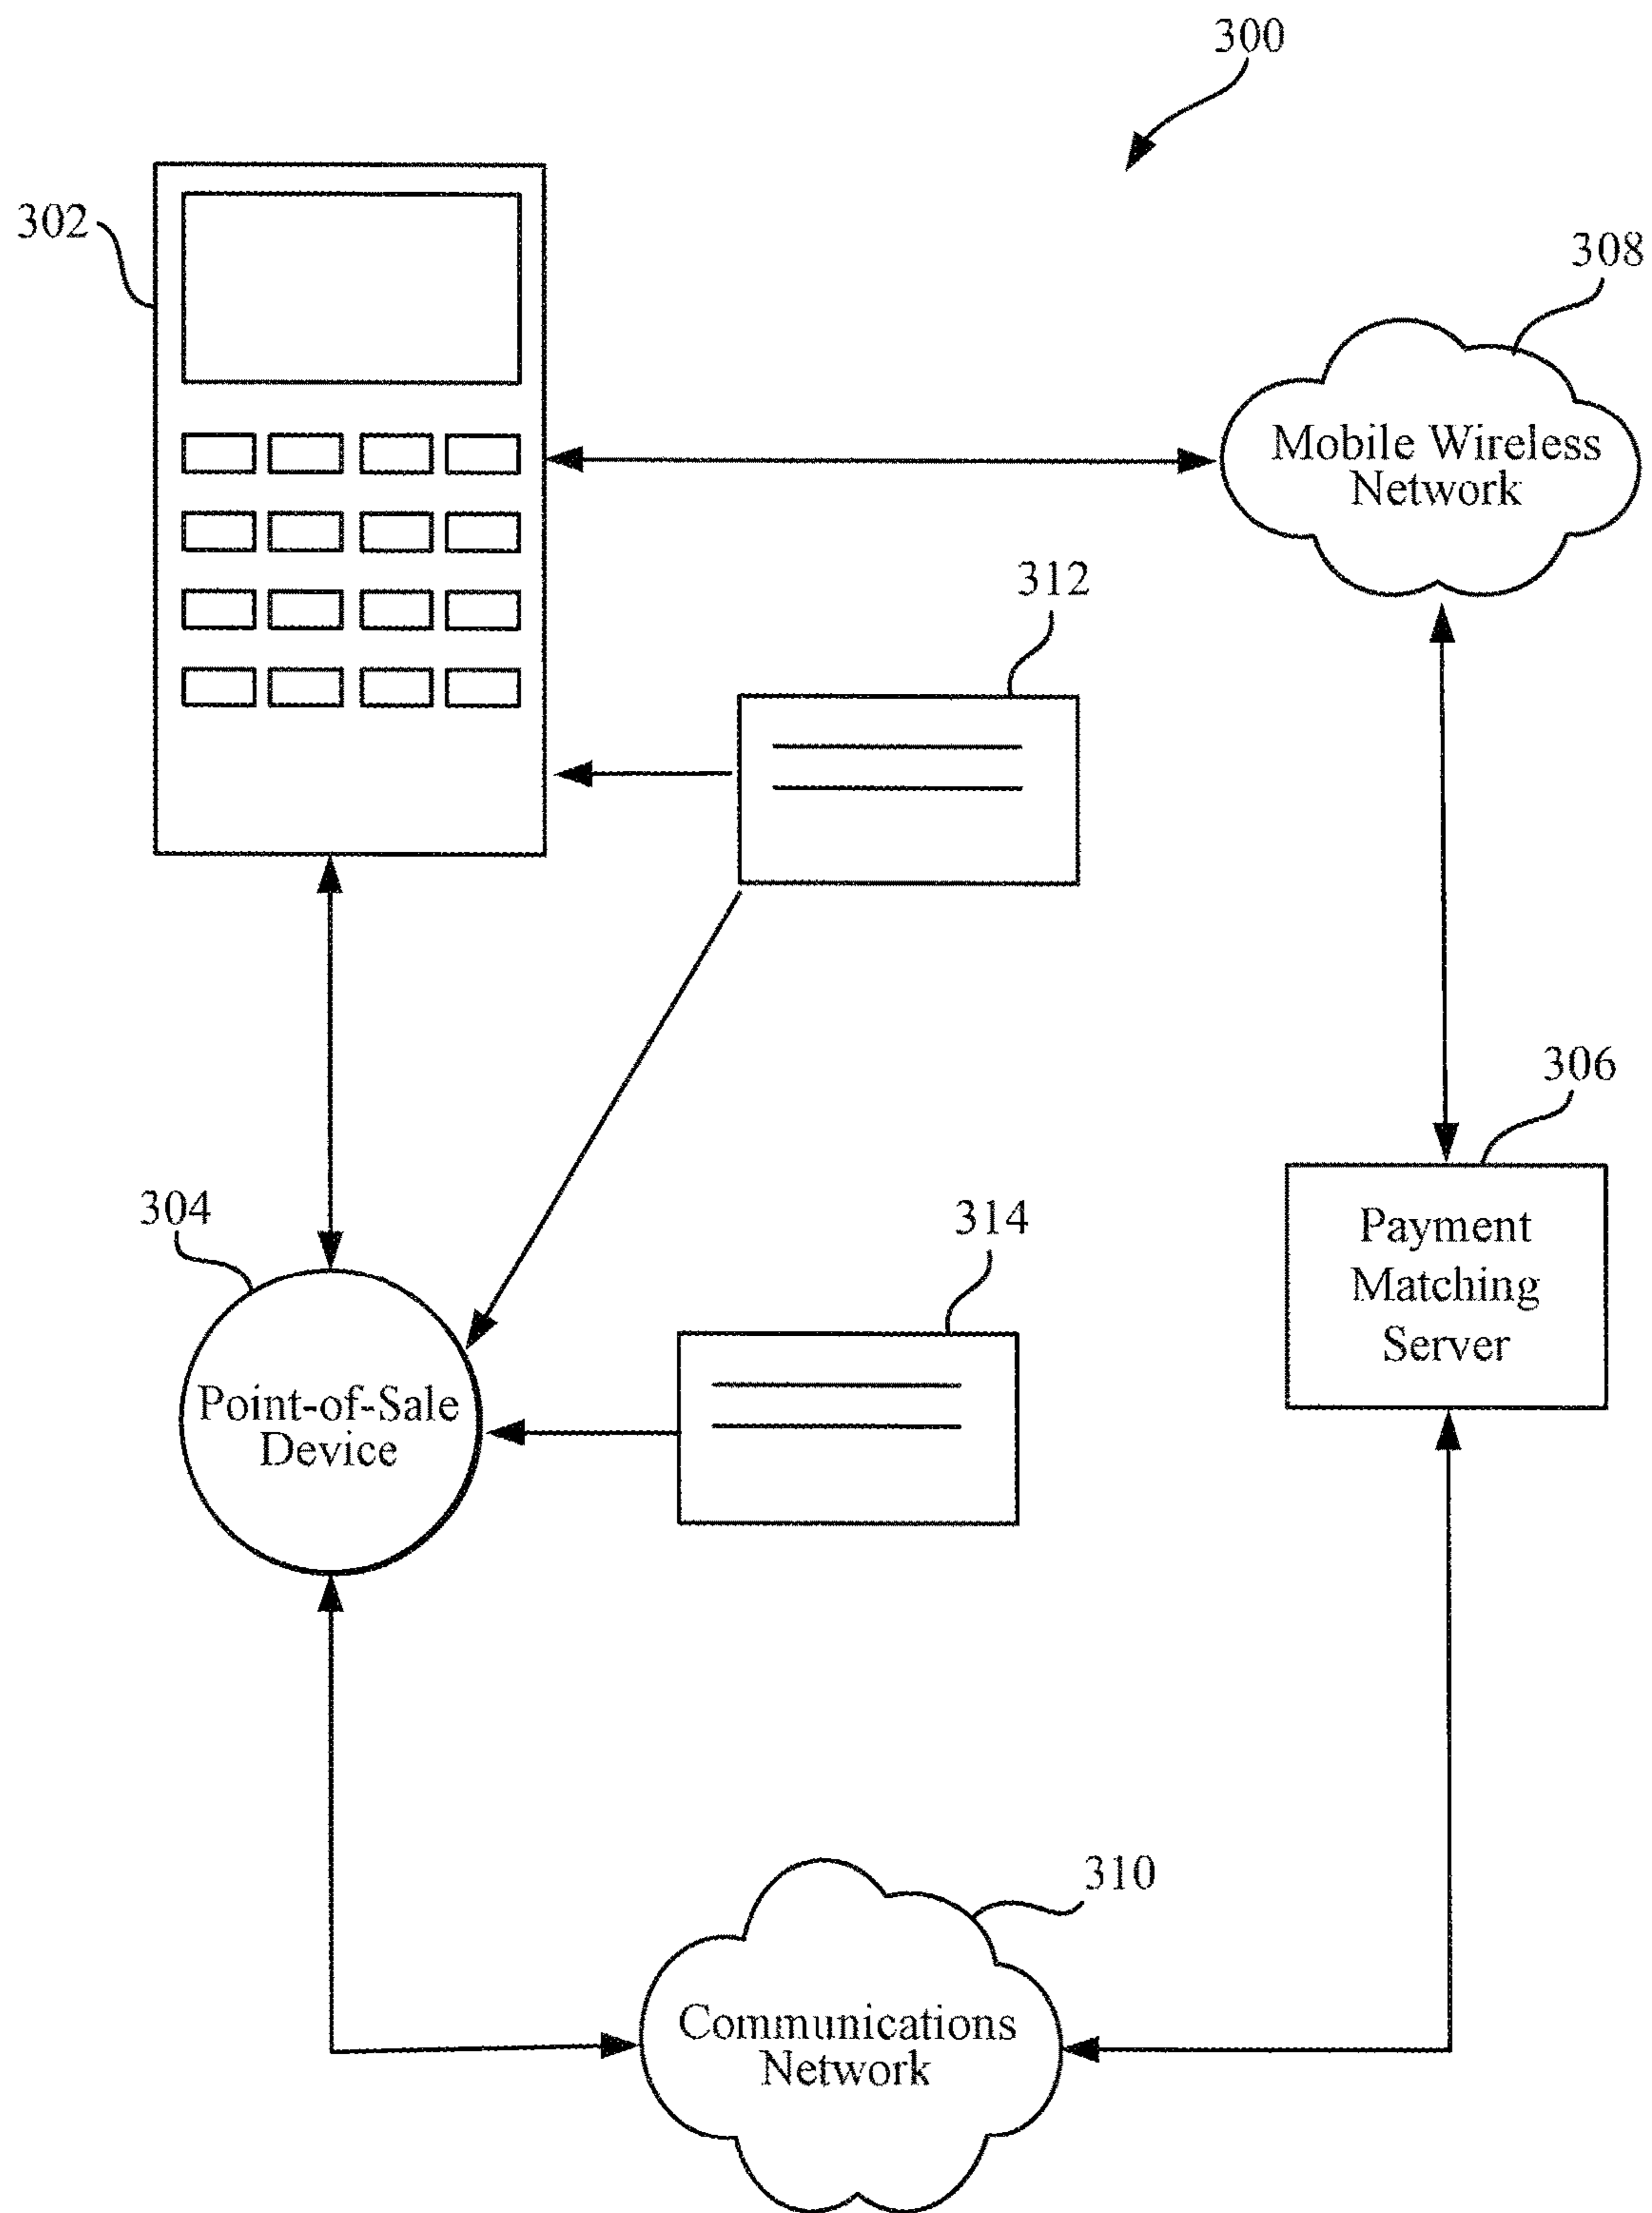 300
302
308
Mobile Wireless
Network
312
306
Payment
Matching
Server
304
314
Point-of-Sale
Device
310
Communications
Network